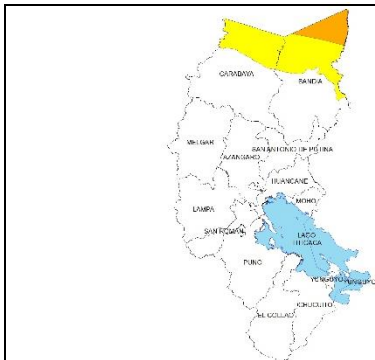 CARABAYA
SANDIA
MELGAR
SAN ANTONIO DE PUTINA
AZANGARO
HUANCANE
LAMPA
MOHO
SAN ROMAN
LAGO
TITICACA
PUNO
YUNGUYO
CHUCUITO
EL COLLAO